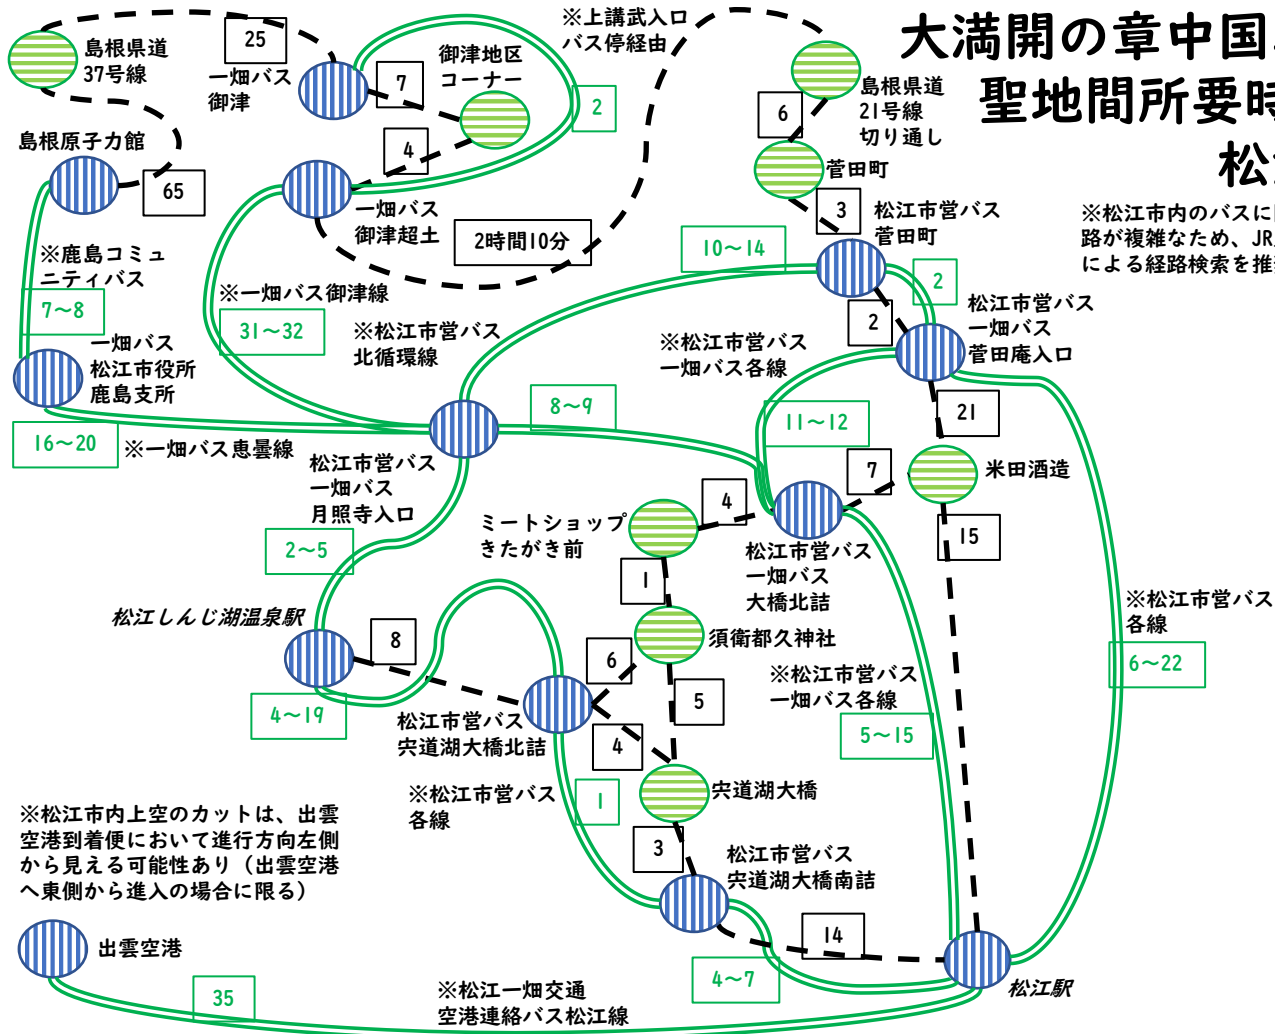 大満開の章中国
聖地間所要時
松
※松江市内のバスに
路が複雑なため、JR
による経路検索を推
島根県道
37号線
25
一畑バス
御津
7
御津地区
コーナー
※上講武入口
バス停経由
2
4
島根原子力館
65
一畑バス
御津超土
2時間10分
島根県道
21号線
切り通し
6
菅田町
3
松江市営バス
菅田町
10～14
2
2
松江市営バス
一畑バス
菅田庵入口
※鹿島コミュ
ニティバス
7～8
※一畑バス御津線
31～32
※松江市営バス
北循環線
※松江市営バス
一畑バス各線
一畑バス
松江市役所
鹿島支所
16～20
※一畑バス恵曇線
8～9
11～12
21
松江市営バス
一畑バス
月照寺入口
ミートショップ
きたがき前
4
7
米田酒造
15
松江市営バス
一畑バス
大橋北詰
2～5
1
松江しんじ湖温泉駅
8
須衛都久神社
6
5
※松江市営バス
一畑バス各線
5～15
※松江市営バス
各線
6～22
4～19
松江市営バス
宍道湖大橋北詰
4
※松江市営バス
各線
1
宍道湖大橋
3
松江市営バス
宍道湖大橋南詰
14
4～7
※松江市内上空のカットは、出雲
空港到着便において進行方向左側
から見える可能性あり（出雲空港
へ東側から進入の場合に限る）
出雲空港
35
※松江一畑交通
空港連絡バス松江線
松江駅